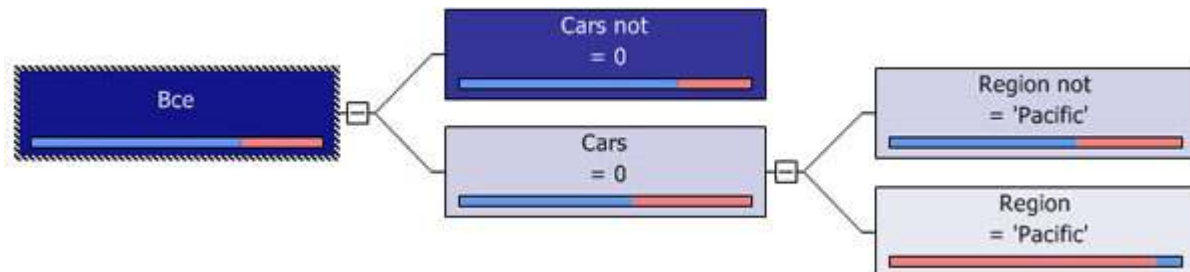 Все
Cars not
= 0
Cars
= 0
Region not
= 'Pacific'
Region
= 'Pacific'